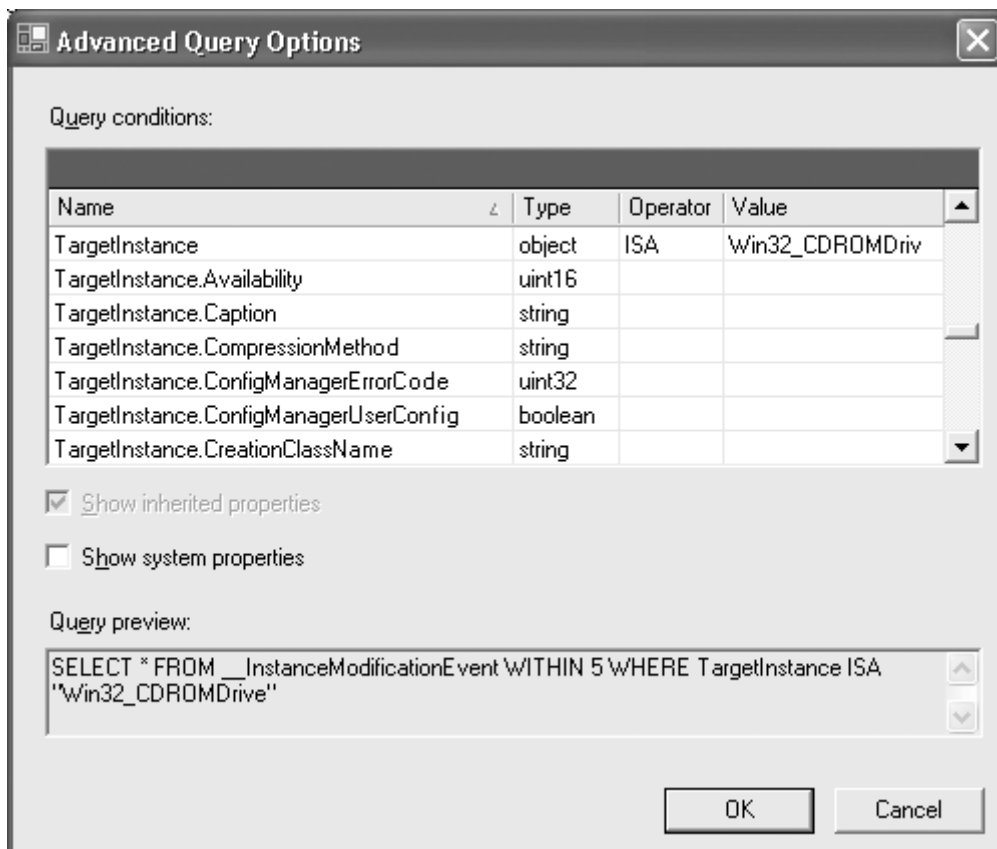 Advanced Query Options
Query conditions:
Name Type Operator Value
TargetInstance object ISA Win32_CDROMDriv
TargetInstance.Availability uint16
TargetInstance.Caption string
TargetInstance.CompressionMethod string
TargetInstance.ConfigManagerErrorCode uint32
TargetInstance.ConfigManagerUserConfig boolean
TargetInstance.CreationClassName string
Show inherited properties
Show system properties
Query preview:
SELECT * FROM __InstanceModificationEvent WITHIN 5 WHERE TargetInstance ISA
"Win32_CDROMDrive"
OK Cancel